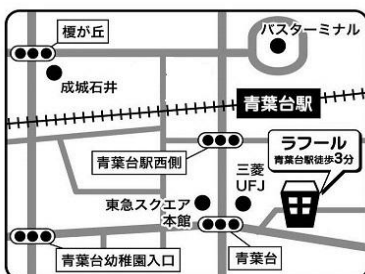 榎が丘
バスターミナル
成城石井
青葉台駅
ラフール
青葉台駅徒歩3分
青葉台駅西側
三菱
UFJ
東急スクエア
本館
青葉台幼稚園入口
青葉台